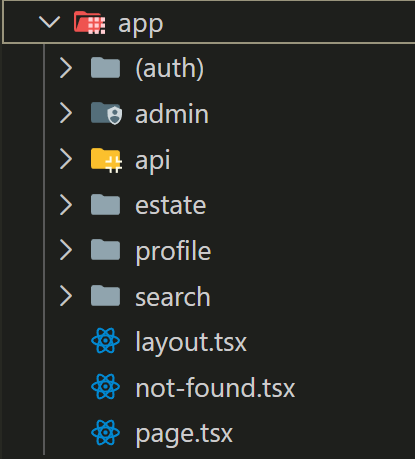 app
(auth)
admin
api
estate
profile
search
layout.tsx
not-found.tsx
page.tsx